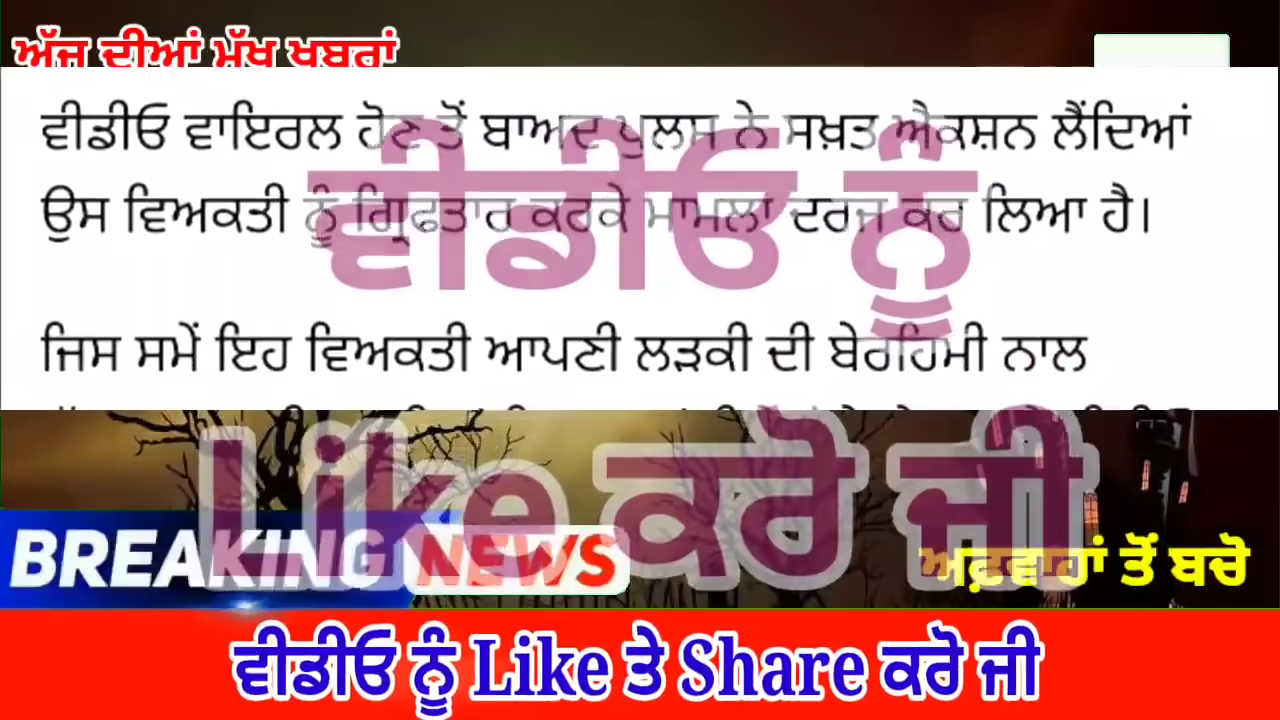 ਅੱਜ ਦੀਆਂ ਮੁੱਖ ਖਬਰਾਂ
ਵੀਡੀਓ ਵਾਇਰਲ ਹੋਣ ਤੋਂ ਬਾਅਦ ਪੁਲਸ ਨੇ ਸਖ਼ਤ ਐਕਸ਼ਨ ਲੈਂਦਿਆਂ
ਉਸ ਵਿਅਕਤੀ ਨੂੰ ਗ੍ਰਿਫਤਾਰ ਕਰਕੇ ਮਾਮਲਾ ਦਰਜ ਕਰ ਲਿਆ ਹੈ।
ਵੀਡੀਓ ਨੂੰ
ਜਿਸ ਸਮੇਂ ਇਹ ਵਿਅਕਤੀ ਆਪਣੀ ਲੜਕੀ ਦੀ ਬੇਰਹਿਮੀ ਨਾਲ
Like ਕਰੋ ਜੀ
BREAKING NEWS
ਅਫ਼ਵਾਹਾਂ ਤੋਂ ਬਚੋ
ਵੀਡੀਓ ਨੂੰ Like ਤੇ Share ਕਰੋ ਜੀ